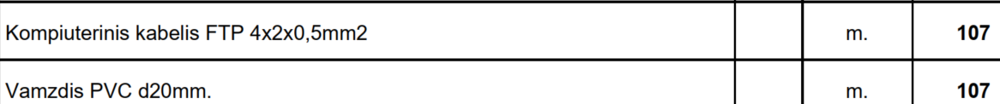 Kompiuterinis kabelis FTP 4x2x0,5mm2 m. 107
Vamzdis PVC d20mm. m. 107